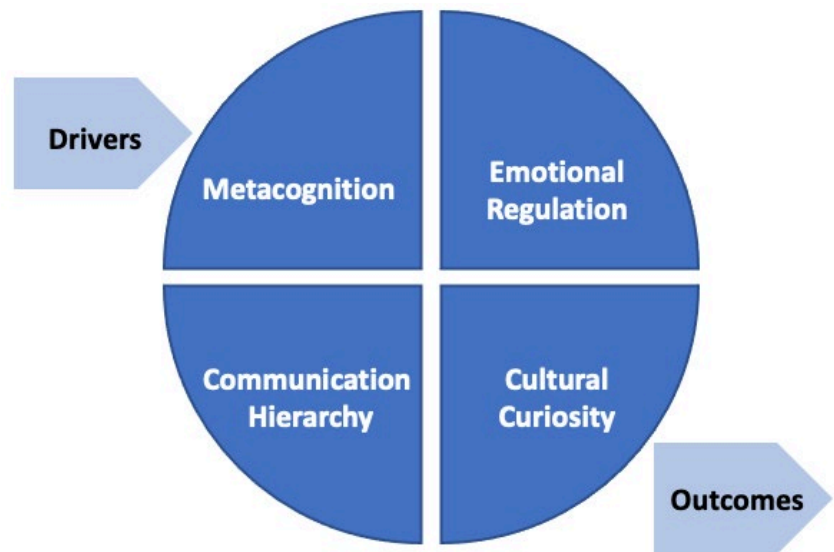 Drivers
Metacognition
Emotional
Regulation
Communication
Hierarchy
Cultural
Curiosity
Outcomes